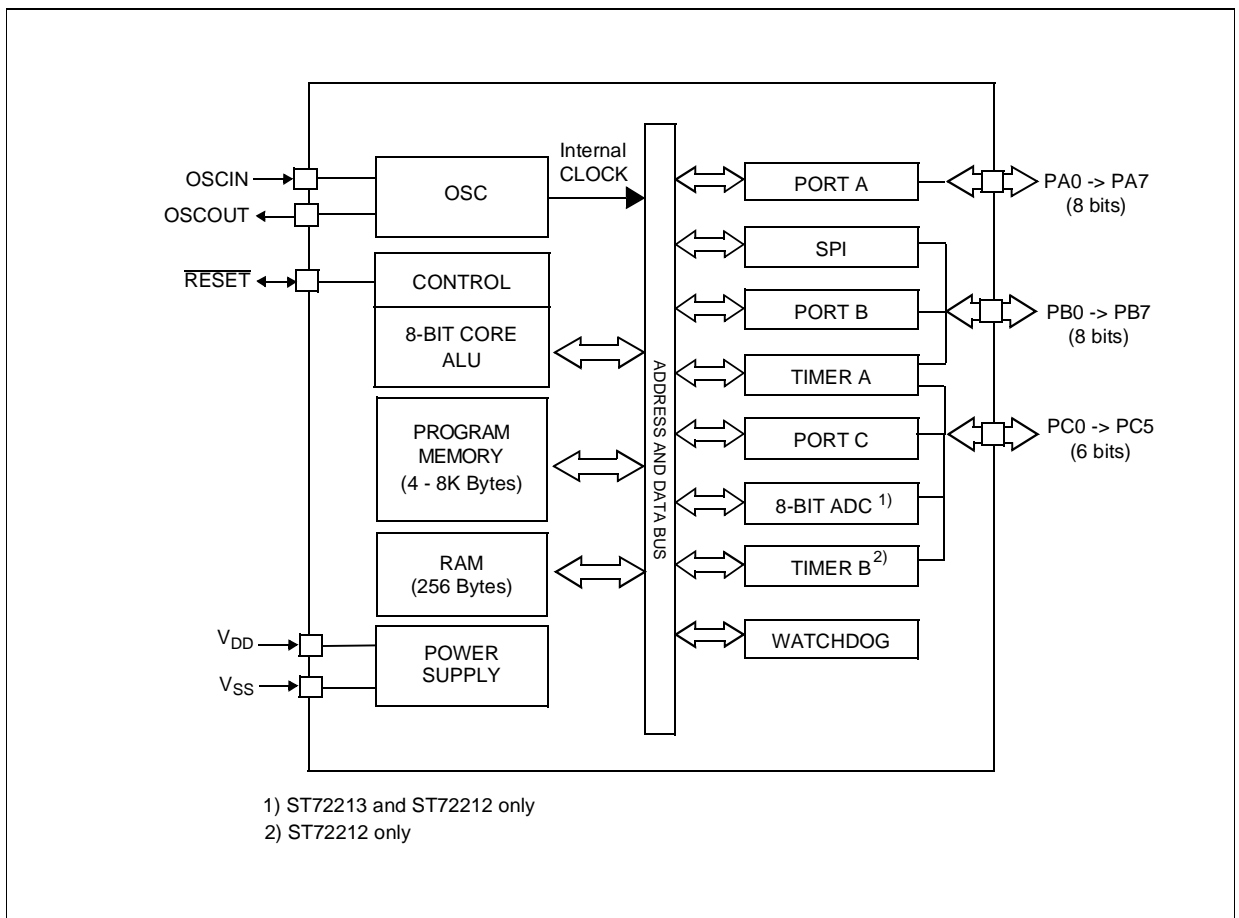 OSCIN
OSCOUT
RESET
VDD
VSS
OSC
Internal
CLOCK
CONTROL
8-BIT CORE
ALU
PROGRAM
MEMORY
(4 - 8K Bytes)
RAM
(256 Bytes)
POWER
SUPPLY
ADDRESS AND DATA BUS
PORT A
SPI
PORT B
TIMER A
PORT C
8-BIT ADC 1)
TIMER B2)
WATCHDOG
PA0 -> PA7
(8 bits)
PB0 -> PB7
(8 bits)
PC0 -> PC5
(6 bits)
1) ST72213 and ST72212 only
2) ST72212 only